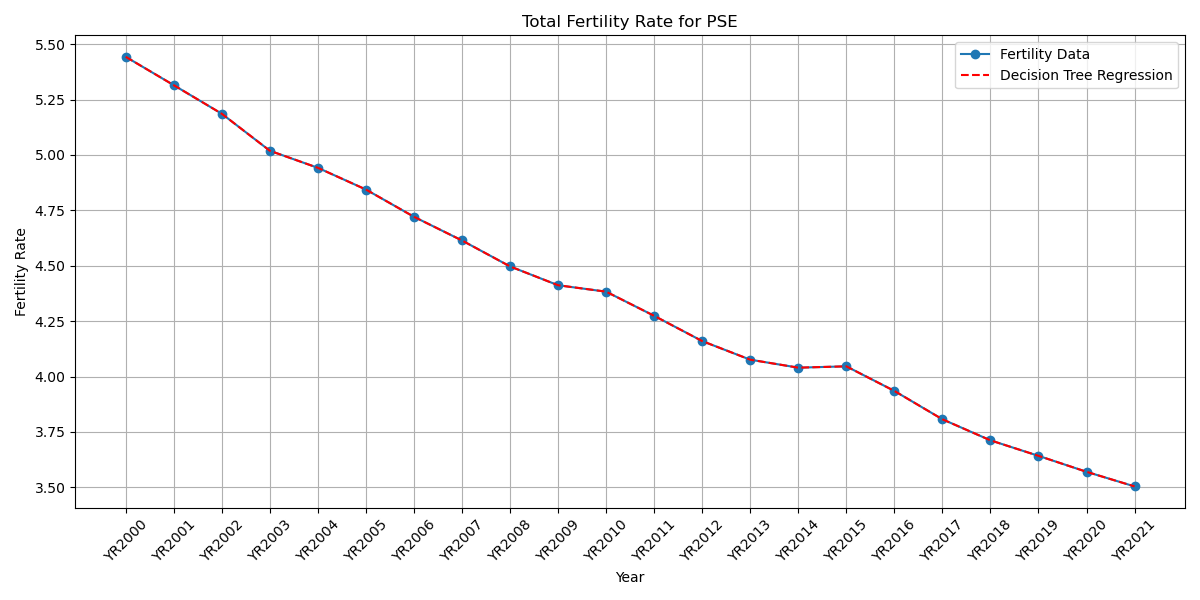 Total Fertility Rate for PSE
Fertility Data
Decision Tree Regression
Fertility Rate
5.50
5.25
5.00
4.75
4.50
4.25
4.00
3.75
3.50
YR2000
YR2001
YR2002
YR2003
YR2004
YR2005
YR2006
YR2007
YR2008
YR2009
YR2010
YR2011
YR2012
YR2013
YR2014
YR2015
YR2016
YR2017
YR2018
YR2019
YR2020
YR2021
Year